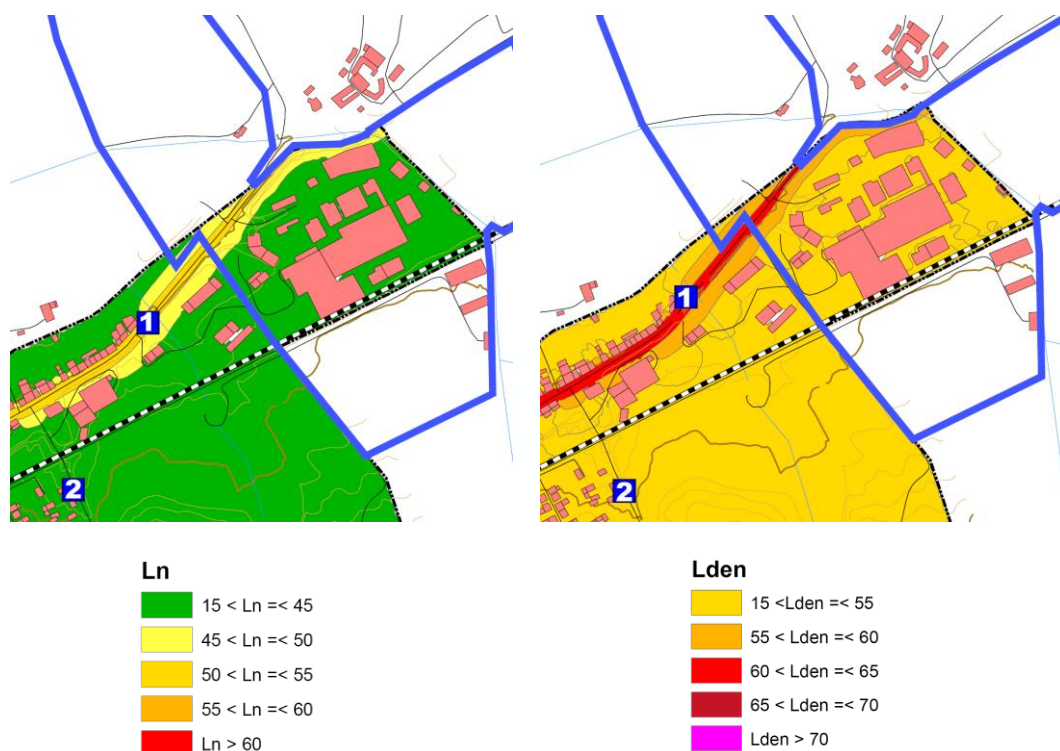 1
2
1
2
Ln
15 < Ln =< 45
45 < Ln =< 50
50 < Ln =< 55
55 < Ln =< 60
Ln > 60
Lden
15 <Lden =< 55
55 < Lden =< 60
60 < Lden =< 65
65 < Lden =< 70
Lden > 70